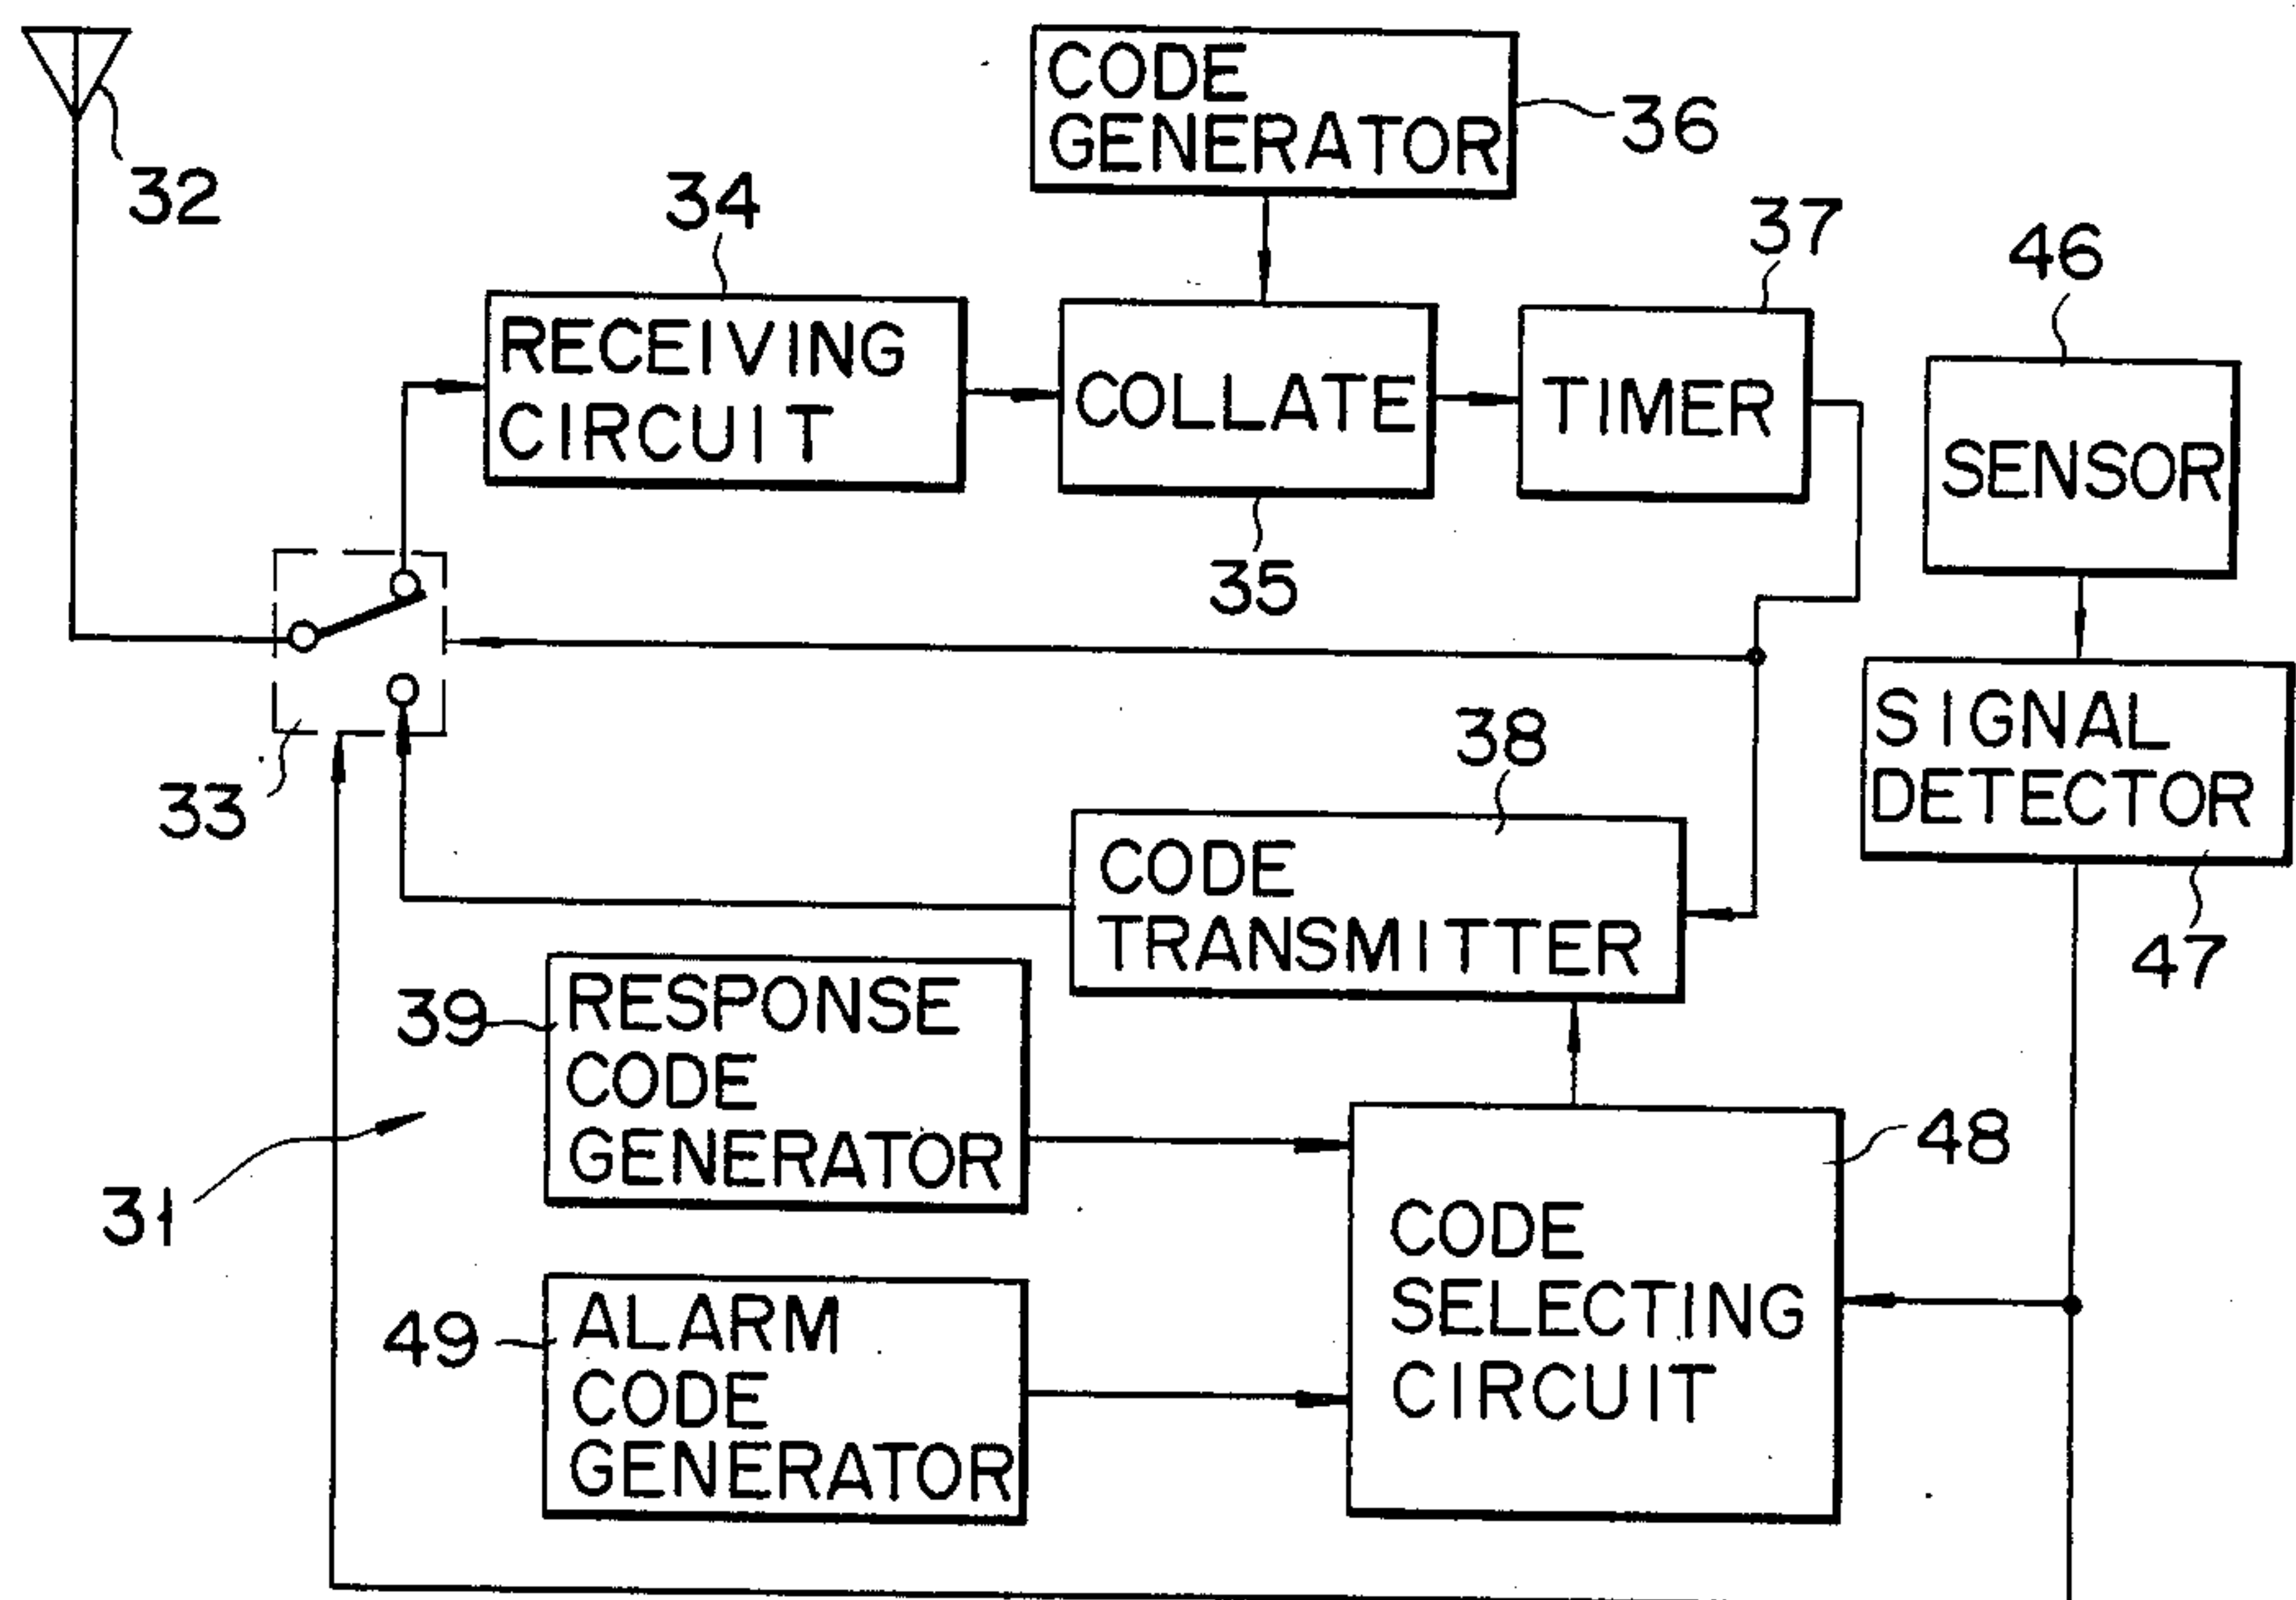 32
CODE
GENERATOR
36
34
RECEIVING
CIRCUIT
COLLATE
35
37
TIMER
46
SENSOR
33
38
CODE
TRANSMITTER
SIGNAL
DETECTOR
47
39
RESPONSE
CODE
GENERATOR
31
48
CODE
SELECTING
CIRCUIT
49
ALARM
CODE
GENERATOR